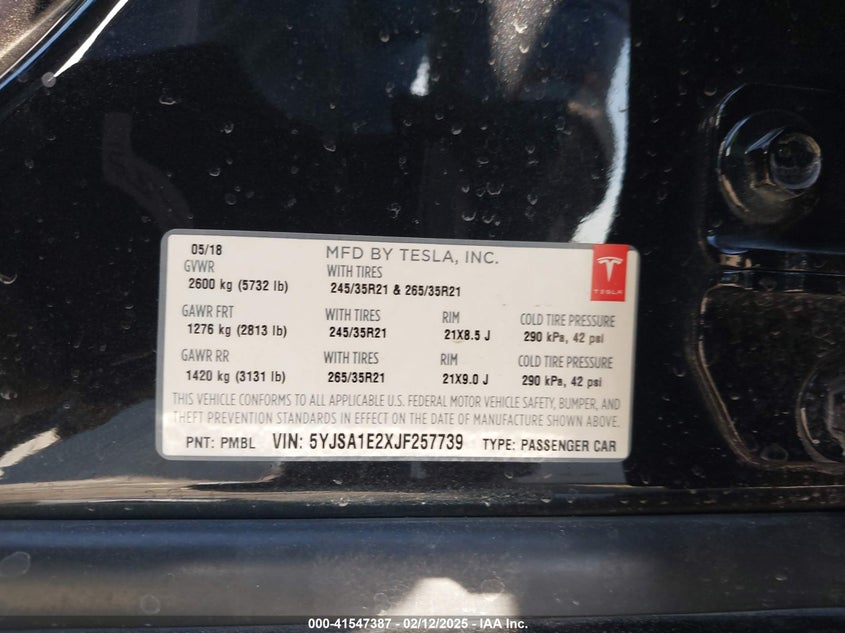 05/18 MFD BY TESLA, INC.
GVWR WITH TIRES
2600 kg (5732 lb) 245/35R21 & 265/35R21
TESLA
GAWR FRT WITH TIRES RIM COLD TIRE PRESSURE
1276 kg (2813 lb) 245/35R21 21X8.5 J 290 kPa, 42 psi
GAWR RR WITH TIRES RIM COLD TIRE PRESSURE
1420 kg (3131 lb) 265/35R21 21X9.0 J 290 kPa, 42 psi
THIS VEHICLE CONFORMS TO ALL APPLICABLE U.S. FEDERAL MOTOR VEHICLE SAFETY, BUMPER, AND
THEFT PREVENTION STANDARDS IN EFFECT ON THE DATE OF MANUFACTURE SHOWN ABOVE.
PNT: PMBL VIN: 5YJSA1E2XJF257739 TYPE: PASSENGER CAR
000-41547387 - 02/12/2025 - IAA Inc.